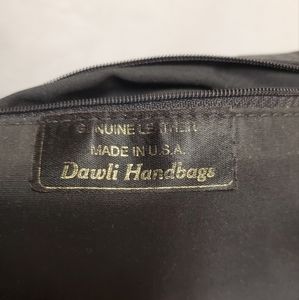 GENUINE LEATHER
MADE IN U.S.A.
Dawli Handbags